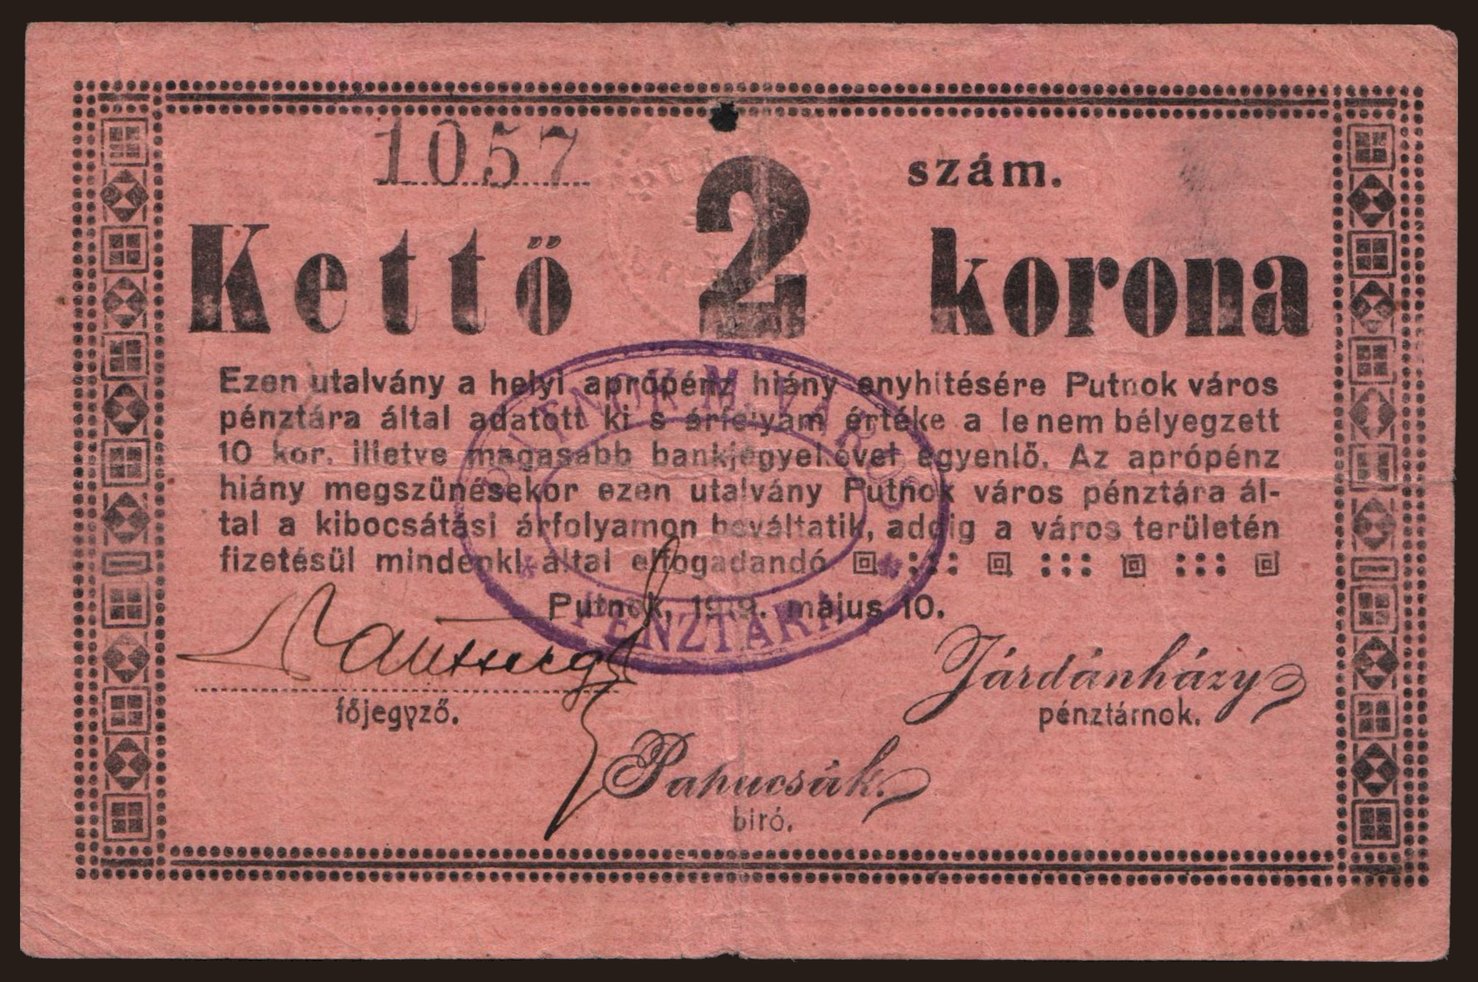 1057 szám.
Kettő 2 korona
Ezen utalvány a helyi aprópénz hiány enyhitésére Putnok város
pénztára által adatott ki s árfolyam értéke a le nem bélyegzett
10 kor. illetve magasabb bankjegyekével egyenlő. Az aprópénz
hiány megszünésekor ezen utalvány Putnok város pénztára ál-
tal a kibocsátási árfolyamon beváltatik, addig a város területén
fizetésül mindenki által elfogadandó
Putnok, 1919. május 10.
PUTNOK M. VÁROS
* PÉNZTÁRA *
főjegyző.
Járdánházy
pénztárnok.
Pahucsák.
biró.